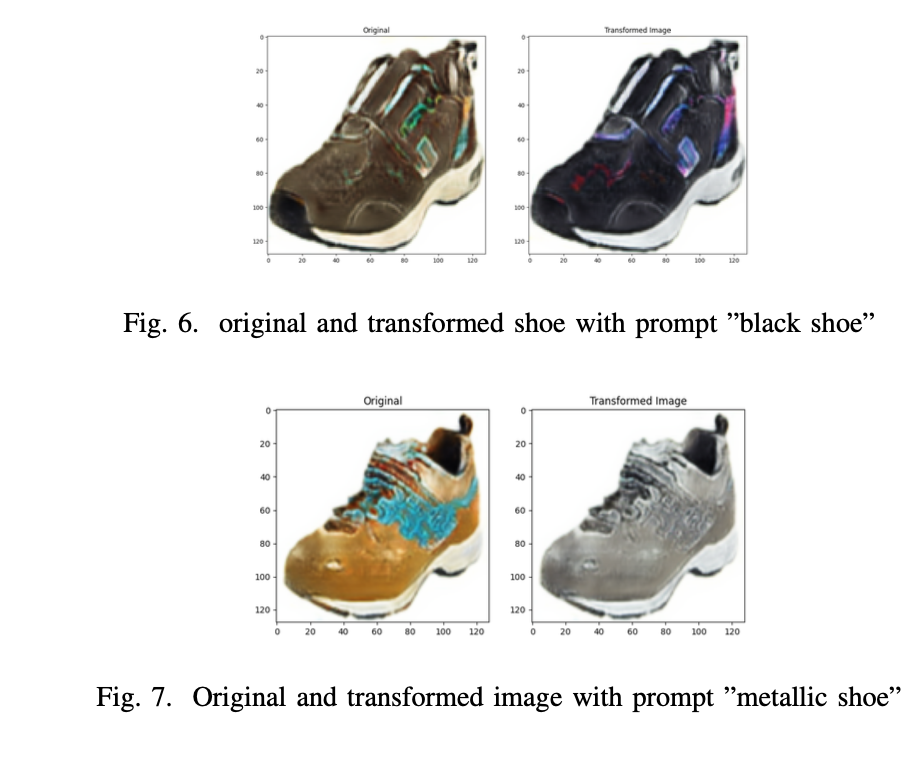 Original Transformed Image
0 0
20 20
40 40
60 60
80 80
100 100
120 120
0 20 40 60 80 100 120 0 20 40 60 80 100 120
Fig. 6. original and transformed shoe with prompt ”black shoe”
Original Transformed Image
0 0
20 20
40 40
60 60
80 80
100 100
120 120
0 20 40 60 80 100 120 0 20 40 60 80 100 120
Fig. 7. Original and transformed image with prompt ”metallic shoe”